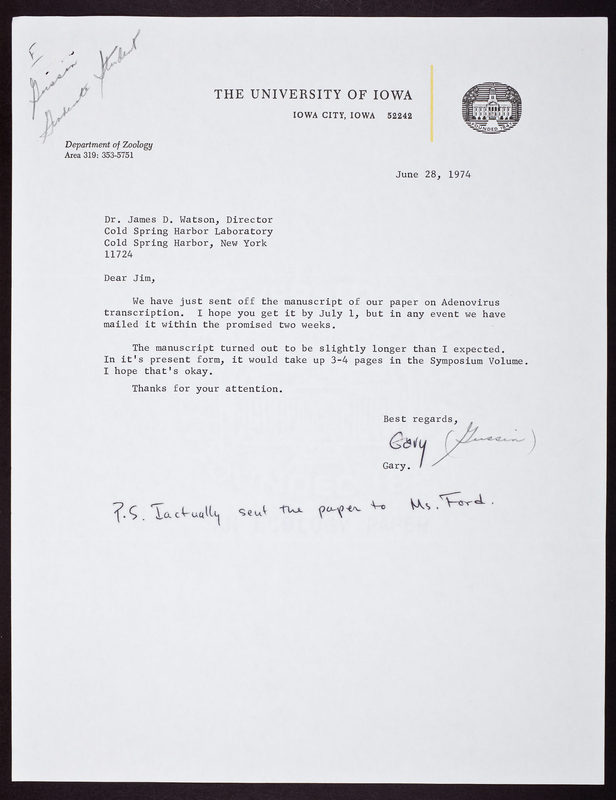 F
Gussin
Graduate Student
THE UNIVERSITY OF IOWA
IOWA CITY, IOWA 52242
FOUNDED 1847
Department of Zoology
Area 319: 353-5751
June 28, 1974
Dr. James D. Watson, Director
Cold Spring Harbor Laboratory
Cold Spring Harbor, New York
11724
Dear Jim,
We have just sent off the manuscript of our paper on Adenovirus
transcription. I hope you get it by July 1, but in any event we have
mailed it within the promised two weeks.
The manuscript turned out to be slightly longer than I expected.
In it's present form, it would take up 3-4 pages in the Symposium Volume.
I hope that's okay.
Thanks for your attention.
Best regards,
Gary (Gussin)
Gary.
P.S. I actually sent the paper to Ms. Ford.